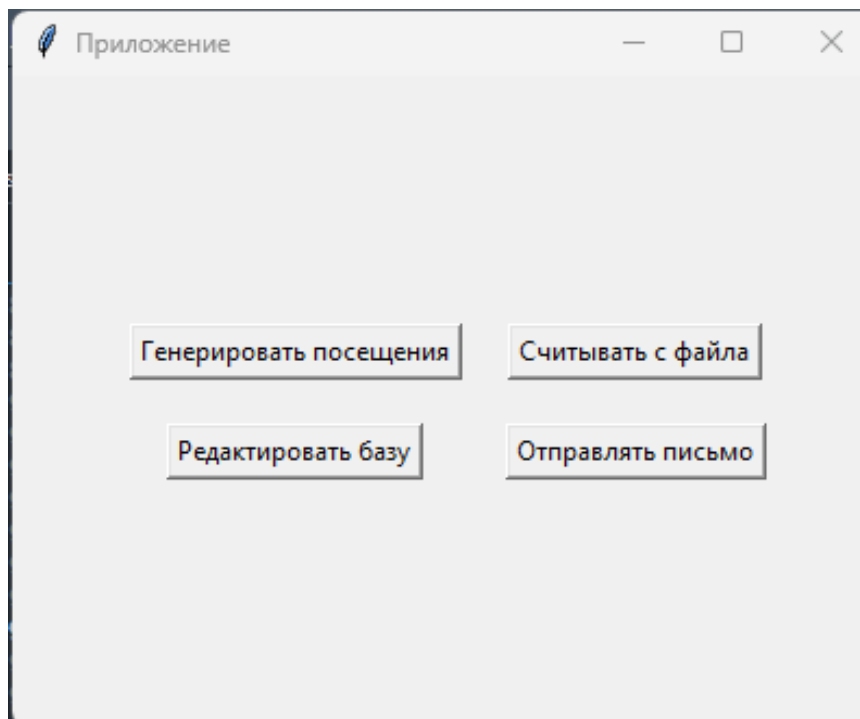 Приложение
Генерировать посещения Считывать с файла
Редактировать базу Отправлять письмо